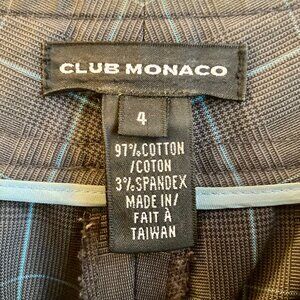 CLUB MONACO
4
97%COTTON
/COTON
3%SPANDEX
MADE IN/
FAIT À
TAIWAN